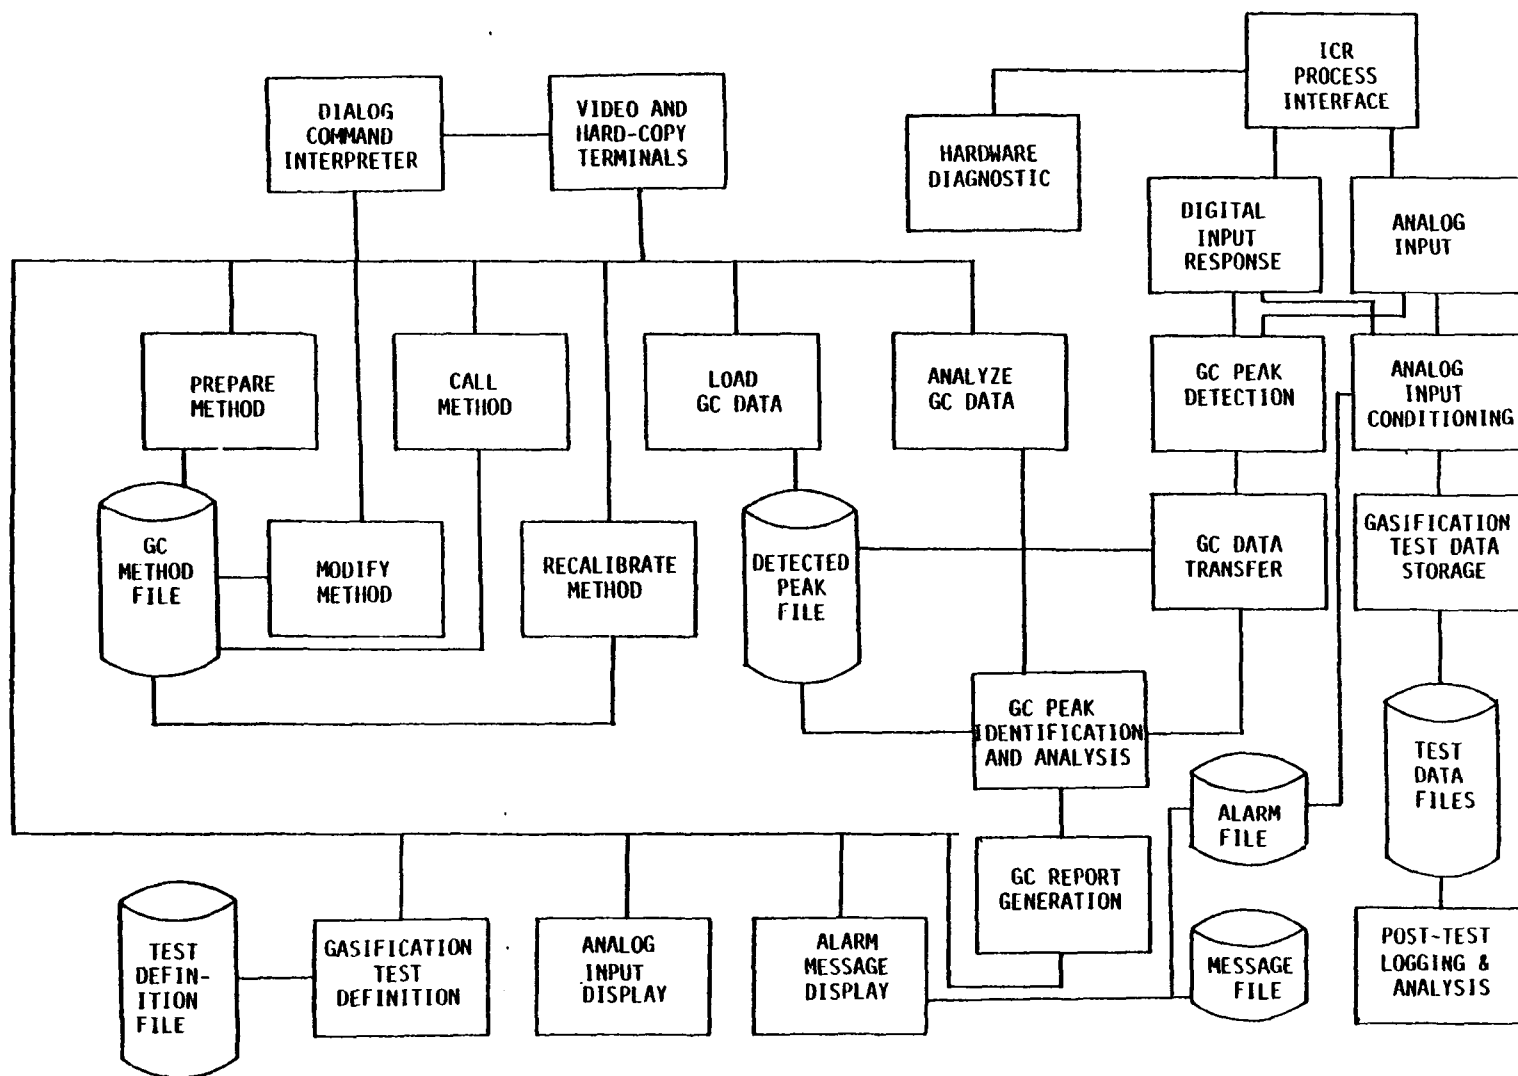 ICR
PROCESS
INTERFACE
DIALOG
COMMAND
INTERPRETER
VIDEO AND
HARD-COPY
TERMINALS
HARDWARE
DIAGNOSTIC
DIGITAL
INPUT
RESPONSE
ANALOG
INPUT
PREPARE
METHOD
CALL
METHOD
LOAD
GC DATA
ANALYZE
GC DATA
GC PEAK
DETECTION
ANALOG
INPUT
CONDITIONING
GC
METHOD
FILE
MODIFY
METHOD
RECALIBRATE
METHOD
DETECTED
PEAK
FILE
GC DATA
TRANSFER
GASIFICATION
TEST DATA
STORAGE
GC PEAK
IDENTIFICATION
AND ANALYSIS
ALARM
FILE
TEST
DATA
FILES
TEST
DEFIN-
ITION
FILE
GASIFICATION
TEST
DEFINITION
ANALOG
INPUT
DISPLAY
ALARM
MESSAGE
DISPLAY
GC REPORT
GENERATION
MESSAGE
FILE
POST-TEST
LOGGING &
ANALYSIS